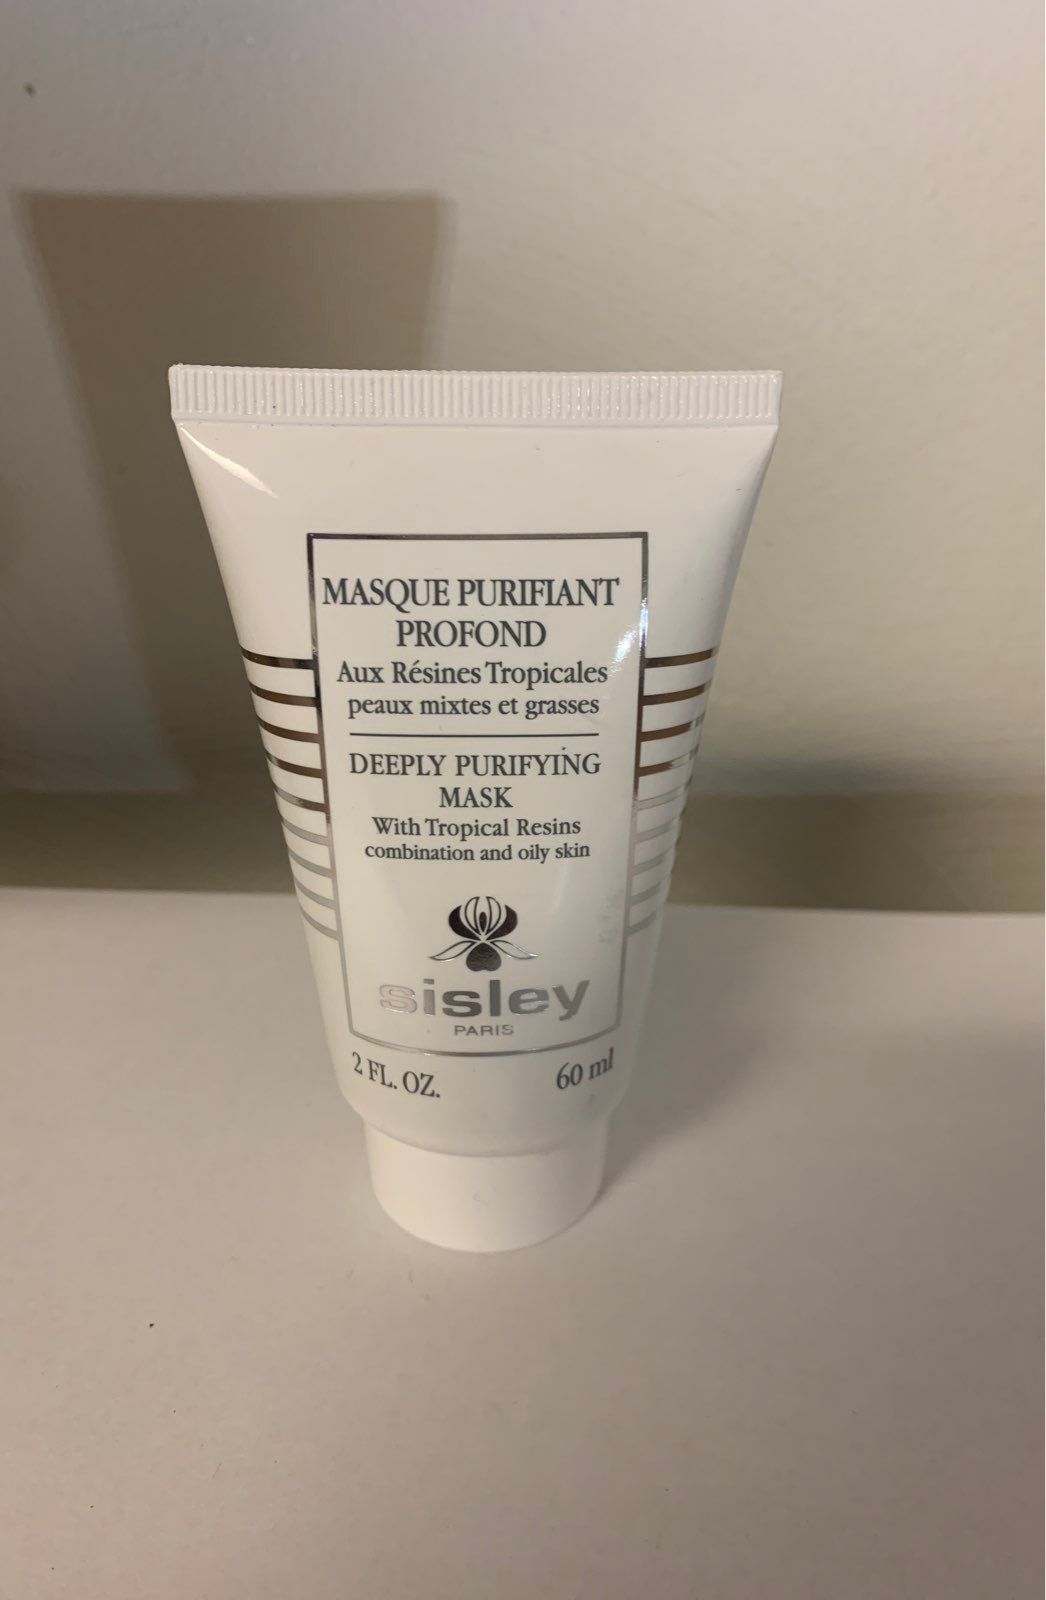 MASQUE PURIFIANT
PROFOND
Aux Résines Tropicales
peaux mixtes et grasses
DEEPLY PURIFYING
MASK
With Tropical Resins
combination and oily skin
sisley
PARIS
2 FL. OZ. 60 ml